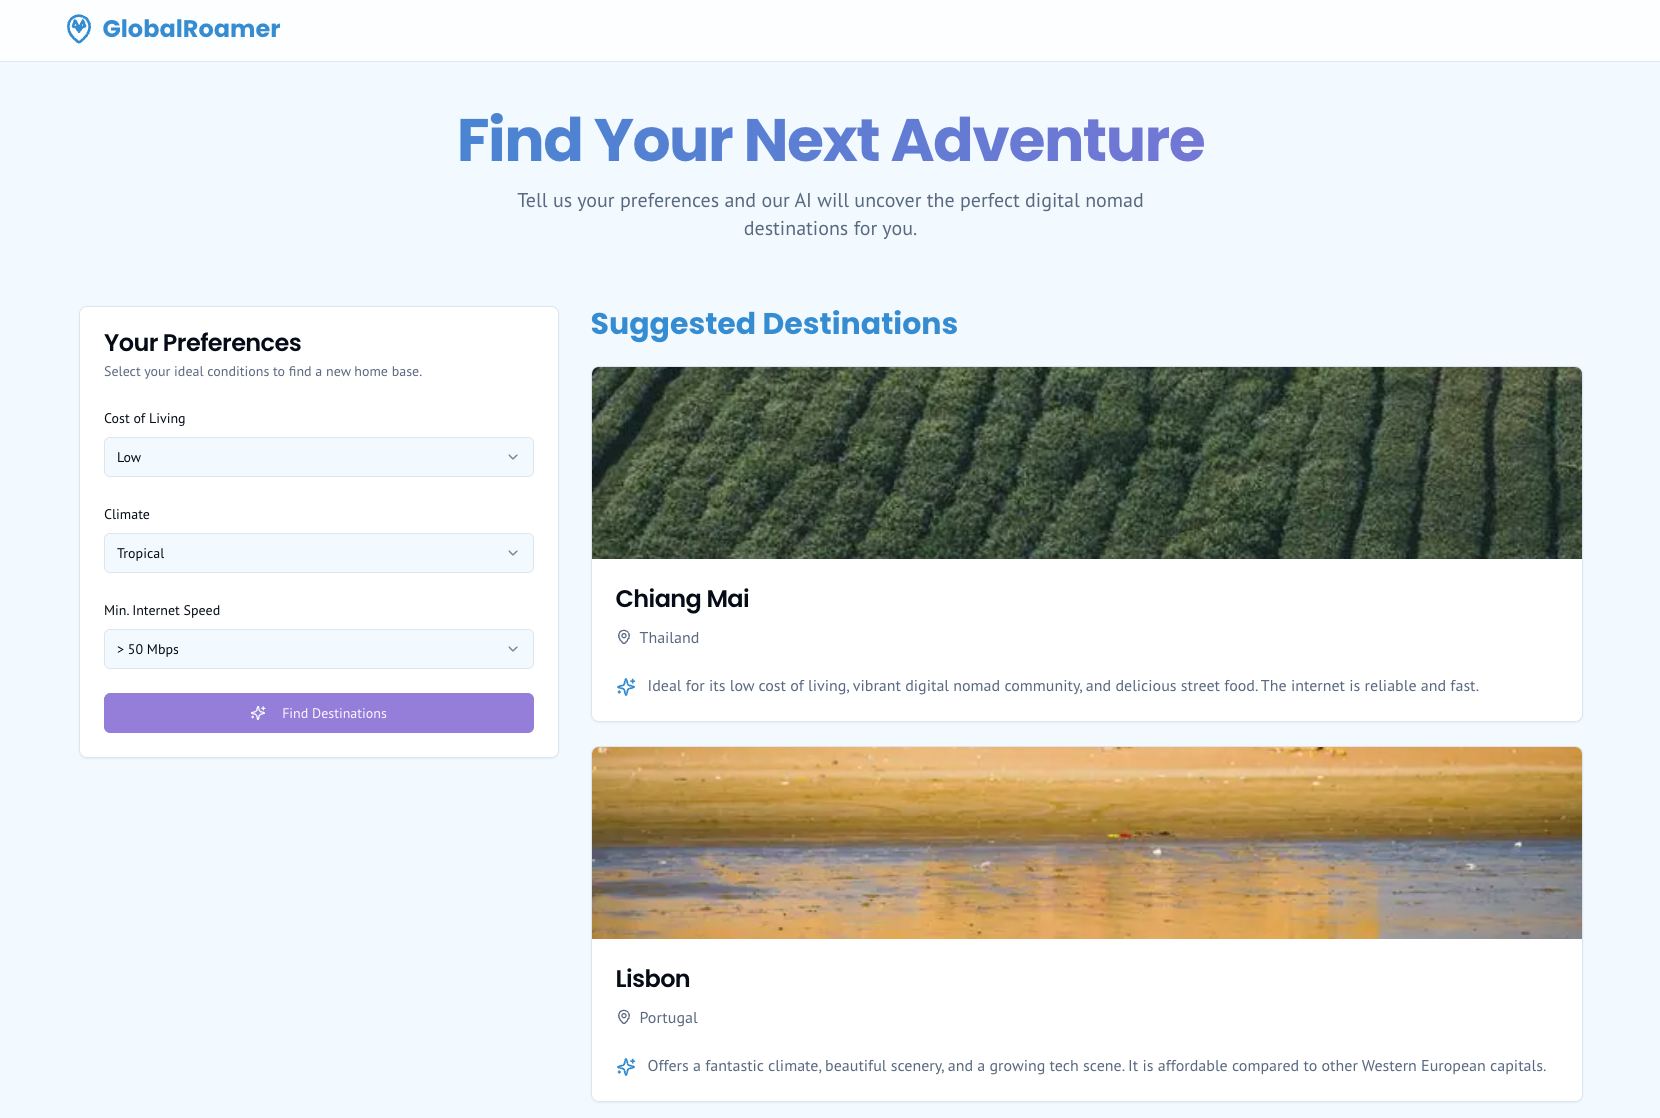 GlobalRoamer
Find Your Next Adventure
Tell us your preferences and our AI will uncover the perfect digital nomad
destinations for you.
Your Preferences
Select your ideal conditions to find a new home base.
Cost of Living
Low
Climate
Tropical
Min. Internet Speed
> 50 Mbps
Find Destinations
Suggested Destinations
Chiang Mai
Thailand
Ideal for its low cost of living, vibrant digital nomad community, and delicious street food. The internet is reliable and fast.
Lisbon
Portugal
Offers a fantastic climate, beautiful scenery, and a growing tech scene. It is affordable compared to other Western European capitals.